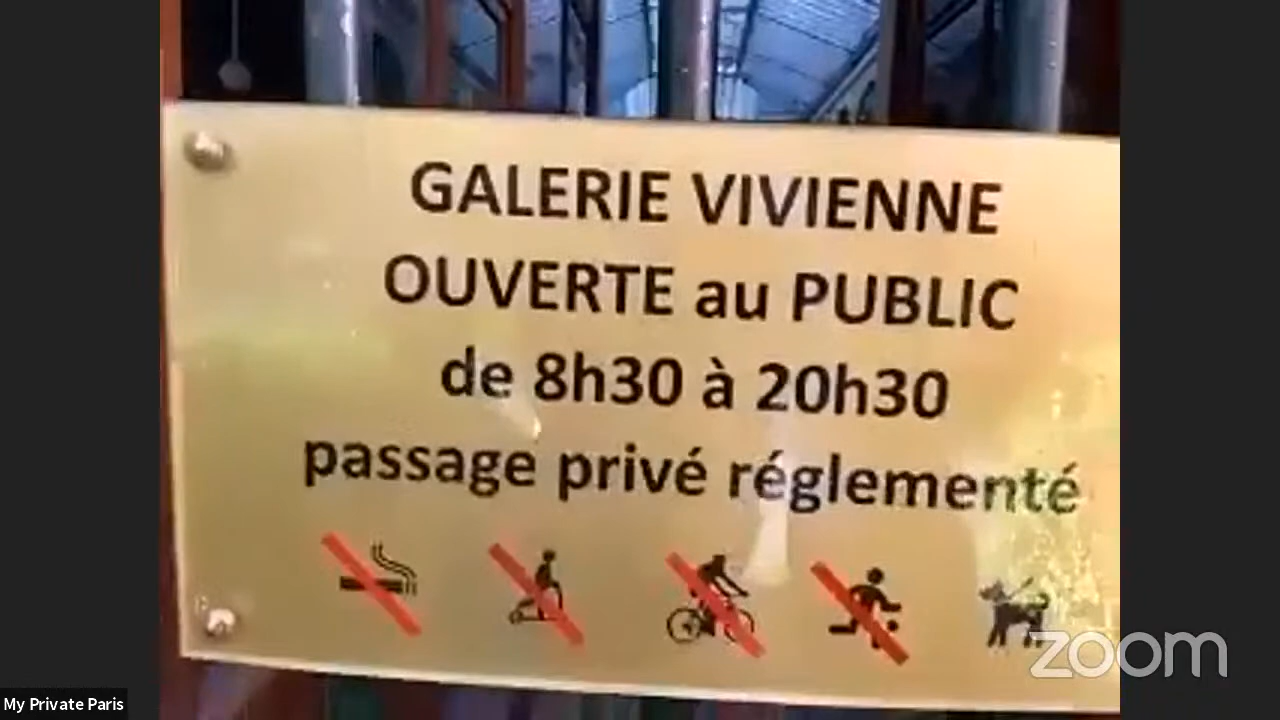 GALERIE VIVIENNE
OUVERTE au PUBLIC
de 8h30 à 20h30
passage privé réglementé
zoom
My Private Paris